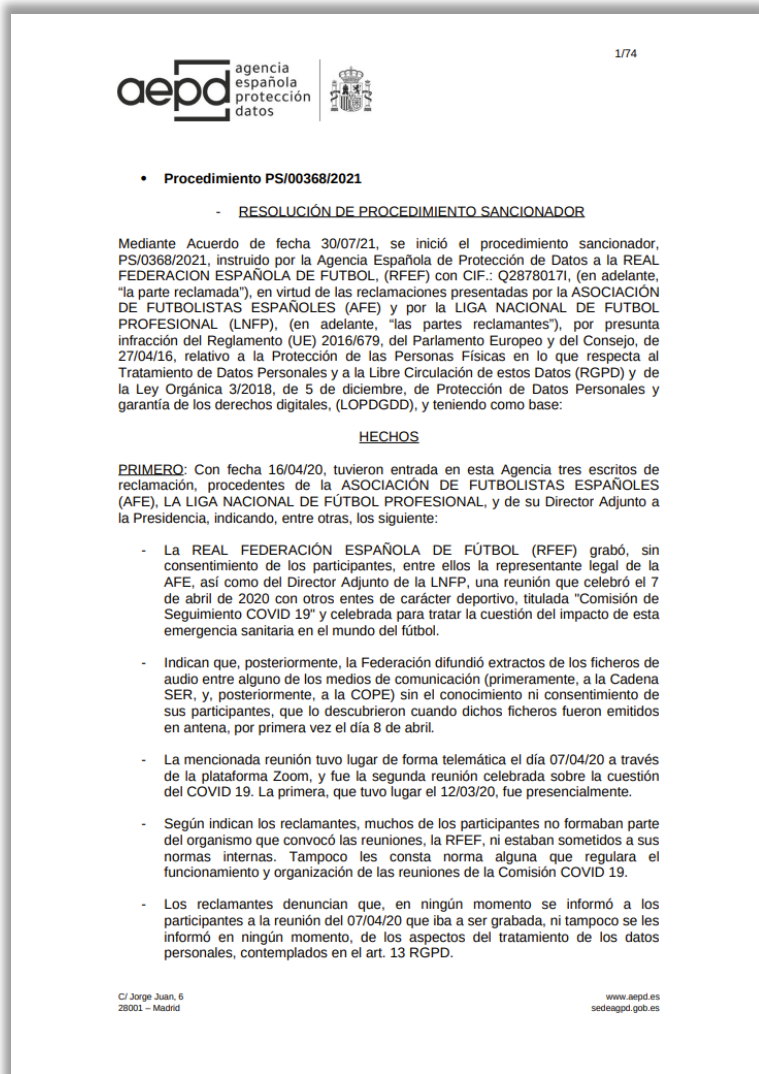 1/74
aepd
agencia
española
protección
datos
• Procedimiento PS/00368/2021
- RESOLUCIÓN DE PROCEDIMIENTO SANCIONADOR
Mediante Acuerdo de fecha 30/07/21, se inició el procedimiento sancionador,
PS/0368/2021, instruido por la Agencia Española de Protección de Datos a la REAL
FEDERACION ESPAÑOLA DE FUTBOL, (RFEF) con CIF.: Q2878017I, (en adelante,
“la parte reclamada”), en virtud de las reclamaciones presentadas por la ASOCIACIÓN
DE FUTBOLISTAS ESPAÑOLES (AFE) y por la LIGA NACIONAL DE FUTBOL
PROFESIONAL (LNFP), (en adelante, “las partes reclamantes”), por presunta
infracción del Reglamento (UE) 2016/679, del Parlamento Europeo y del Consejo, de
27/04/16, relativo a la Protección de las Personas Físicas en lo que respecta al
Tratamiento de Datos Personales y a la Libre Circulación de estos Datos (RGPD) y de
la Ley Orgánica 3/2018, de 5 de diciembre, de Protección de Datos Personales y
garantía de los derechos digitales, (LOPDGDD), y teniendo como base:
HECHOS
PRIMERO: Con fecha 16/04/20, tuvieron entrada en esta Agencia tres escritos de
reclamación, procedentes de la ASOCIACIÓN DE FUTBOLISTAS ESPAÑOLES
(AFE), LA LIGA NACIONAL DE FÚTBOL PROFESIONAL, y de su Director Adjunto a
la Presidencia, indicando, entre otras, los siguiente:
- La REAL FEDERACIÓN ESPAÑOLA DE FÚTBOL (RFEF) grabó, sin
consentimiento de los participantes, entre ellos la representante legal de la
AFE, así como del Director Adjunto de la LNFP, una reunión que celebró el 7
de abril de 2020 con otros entes de carácter deportivo, titulada "Comisión de
Seguimiento COVID 19" y celebrada para tratar la cuestión del impacto de esta
emergencia sanitaria en el mundo del fútbol.
- Indican que, posteriormente, la Federación difundió extractos de los ficheros de
audio entre alguno de los medios de comunicación (primeramente, a la Cadena
SER, y, posteriormente, a la COPE) sin el conocimiento ni consentimiento de
sus participantes, que lo descubrieron cuando dichos ficheros fueron emitidos
en antena, por primera vez el día 8 de abril.
- La mencionada reunión tuvo lugar de forma telemática el día 07/04/20 a través
de la plataforma Zoom, y fue la segunda reunión celebrada sobre la cuestión
del COVID 19. La primera, que tuvo lugar el 12/03/20, fue presencialmente.
- Según indican los reclamantes, muchos de los participantes no formaban parte
del organismo que convocó las reuniones, la RFEF, ni estaban sometidos a sus
normas internas. Tampoco les consta norma alguna que regulara el
funcionamiento y organización de las reuniones de la Comisión COVID 19.
- Los reclamantes denuncian que, en ningún momento se informó a los
participantes a la reunión del 07/04/20 que iba a ser grabada, ni tampoco se les
informó en ningún momento, de los aspectos del tratamiento de los datos
personales, contemplados en el art. 13 RGPD.
C/ Jorge Juan, 6
28001 – Madrid
www.aepd.es
sedeagpd.gob.es